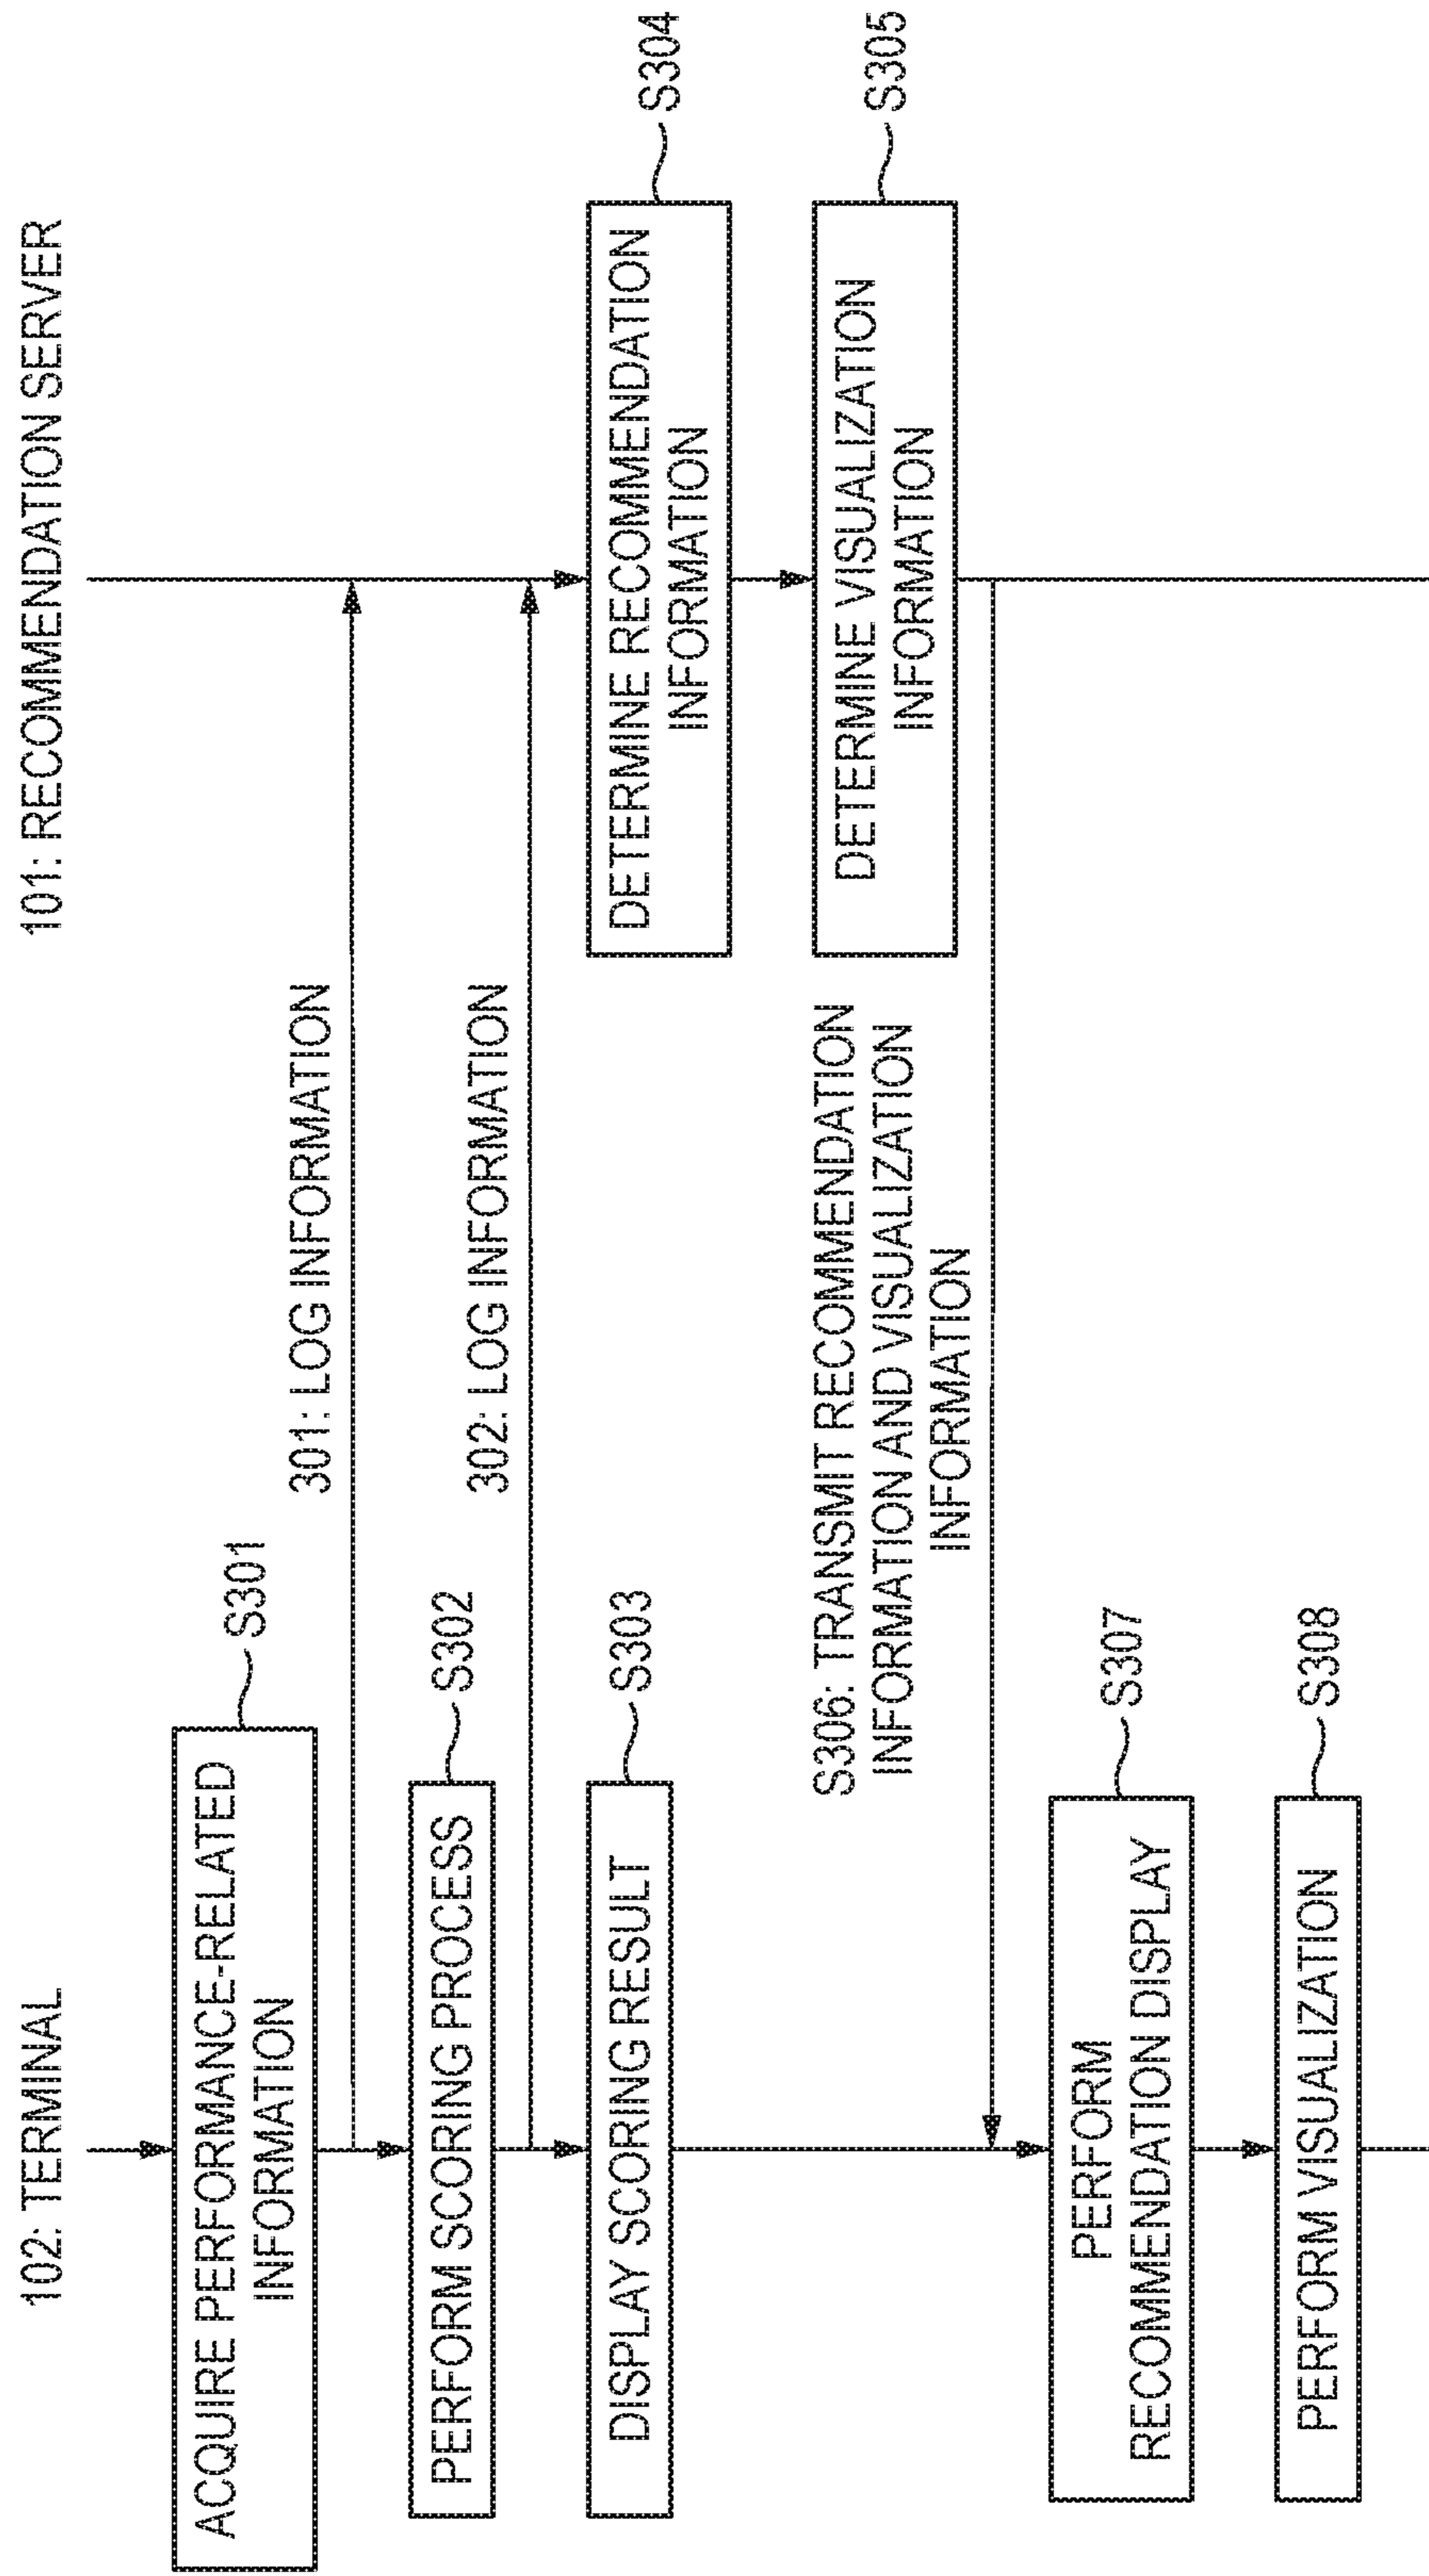 102: TERMINAL
101: RECOMMENDATION SERVER
ACQUIRE PERFORMANCE-RELATED
INFORMATION
S301
301: LOG INFORMATION
PERFORM SCORING PROCESS
S302
302: LOG INFORMATION
DISPLAY SCORING RESULT
S303
DETERMINE RECOMMENDATION
INFORMATION
S304
DETERMINE VISUALIZATION
INFORMATION
S305
S306: TRANSMIT RECOMMENDATION
INFORMATION AND VISUALIZATION
INFORMATION
PERFORM
RECOMMENDATION DISPLAY
S307
PERFORM VISUALIZATION
S308